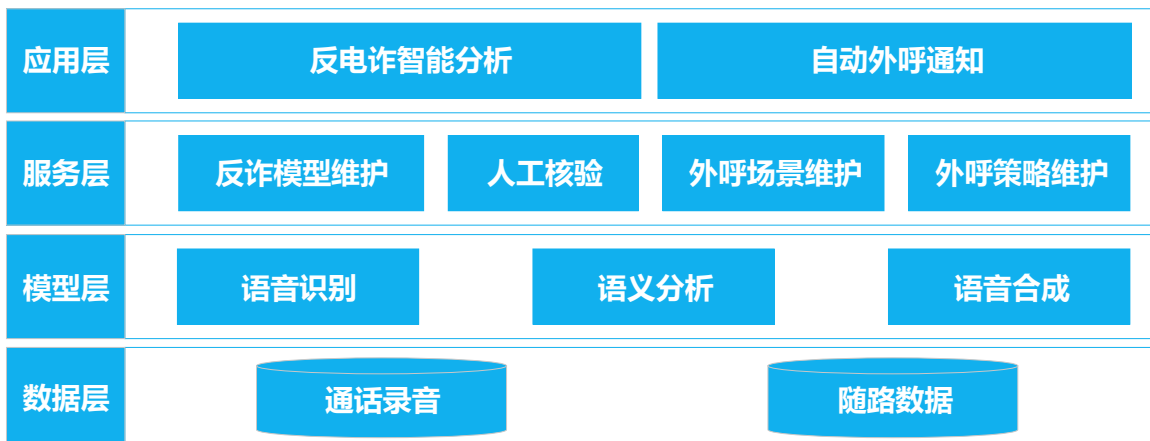 应用层
反电诈智能分析
自动外呼通知
服务层
反诈模型维护
人工核验
外呼场景维护
外呼策略维护
模型层
语音识别
语义分析
语音合成
数据层
通话录音
随路数据